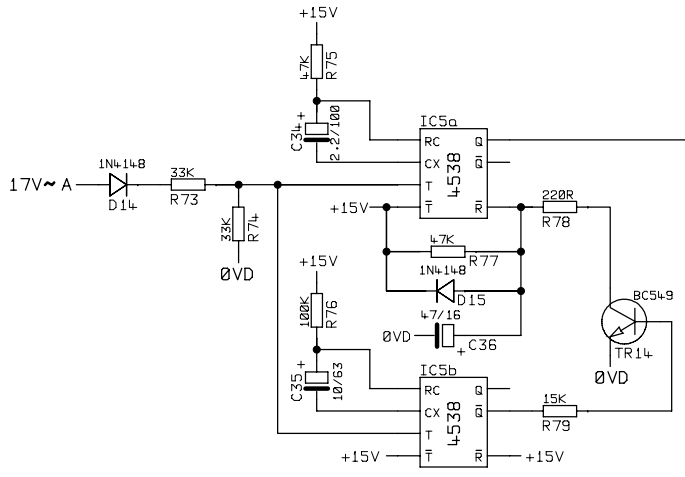 +15V
47K
R75
C34
+
2.2/100
IC5a
RC
Q
CX
Q̅
T
T̅
R̅
4538
17V~ A
1N4148
D14
33K
R73
33K
R74
0VD
+15V
220R
R78
47K
R77
1N4148
D15
47/16
0VD
+
C36
+15V
100K
R76
C35
+
10/63
BC549
TR14
0VD
IC5b
RC
Q
CX
Q̅
T
T̅
R̅
4538
15K
R79
+15V
+15V